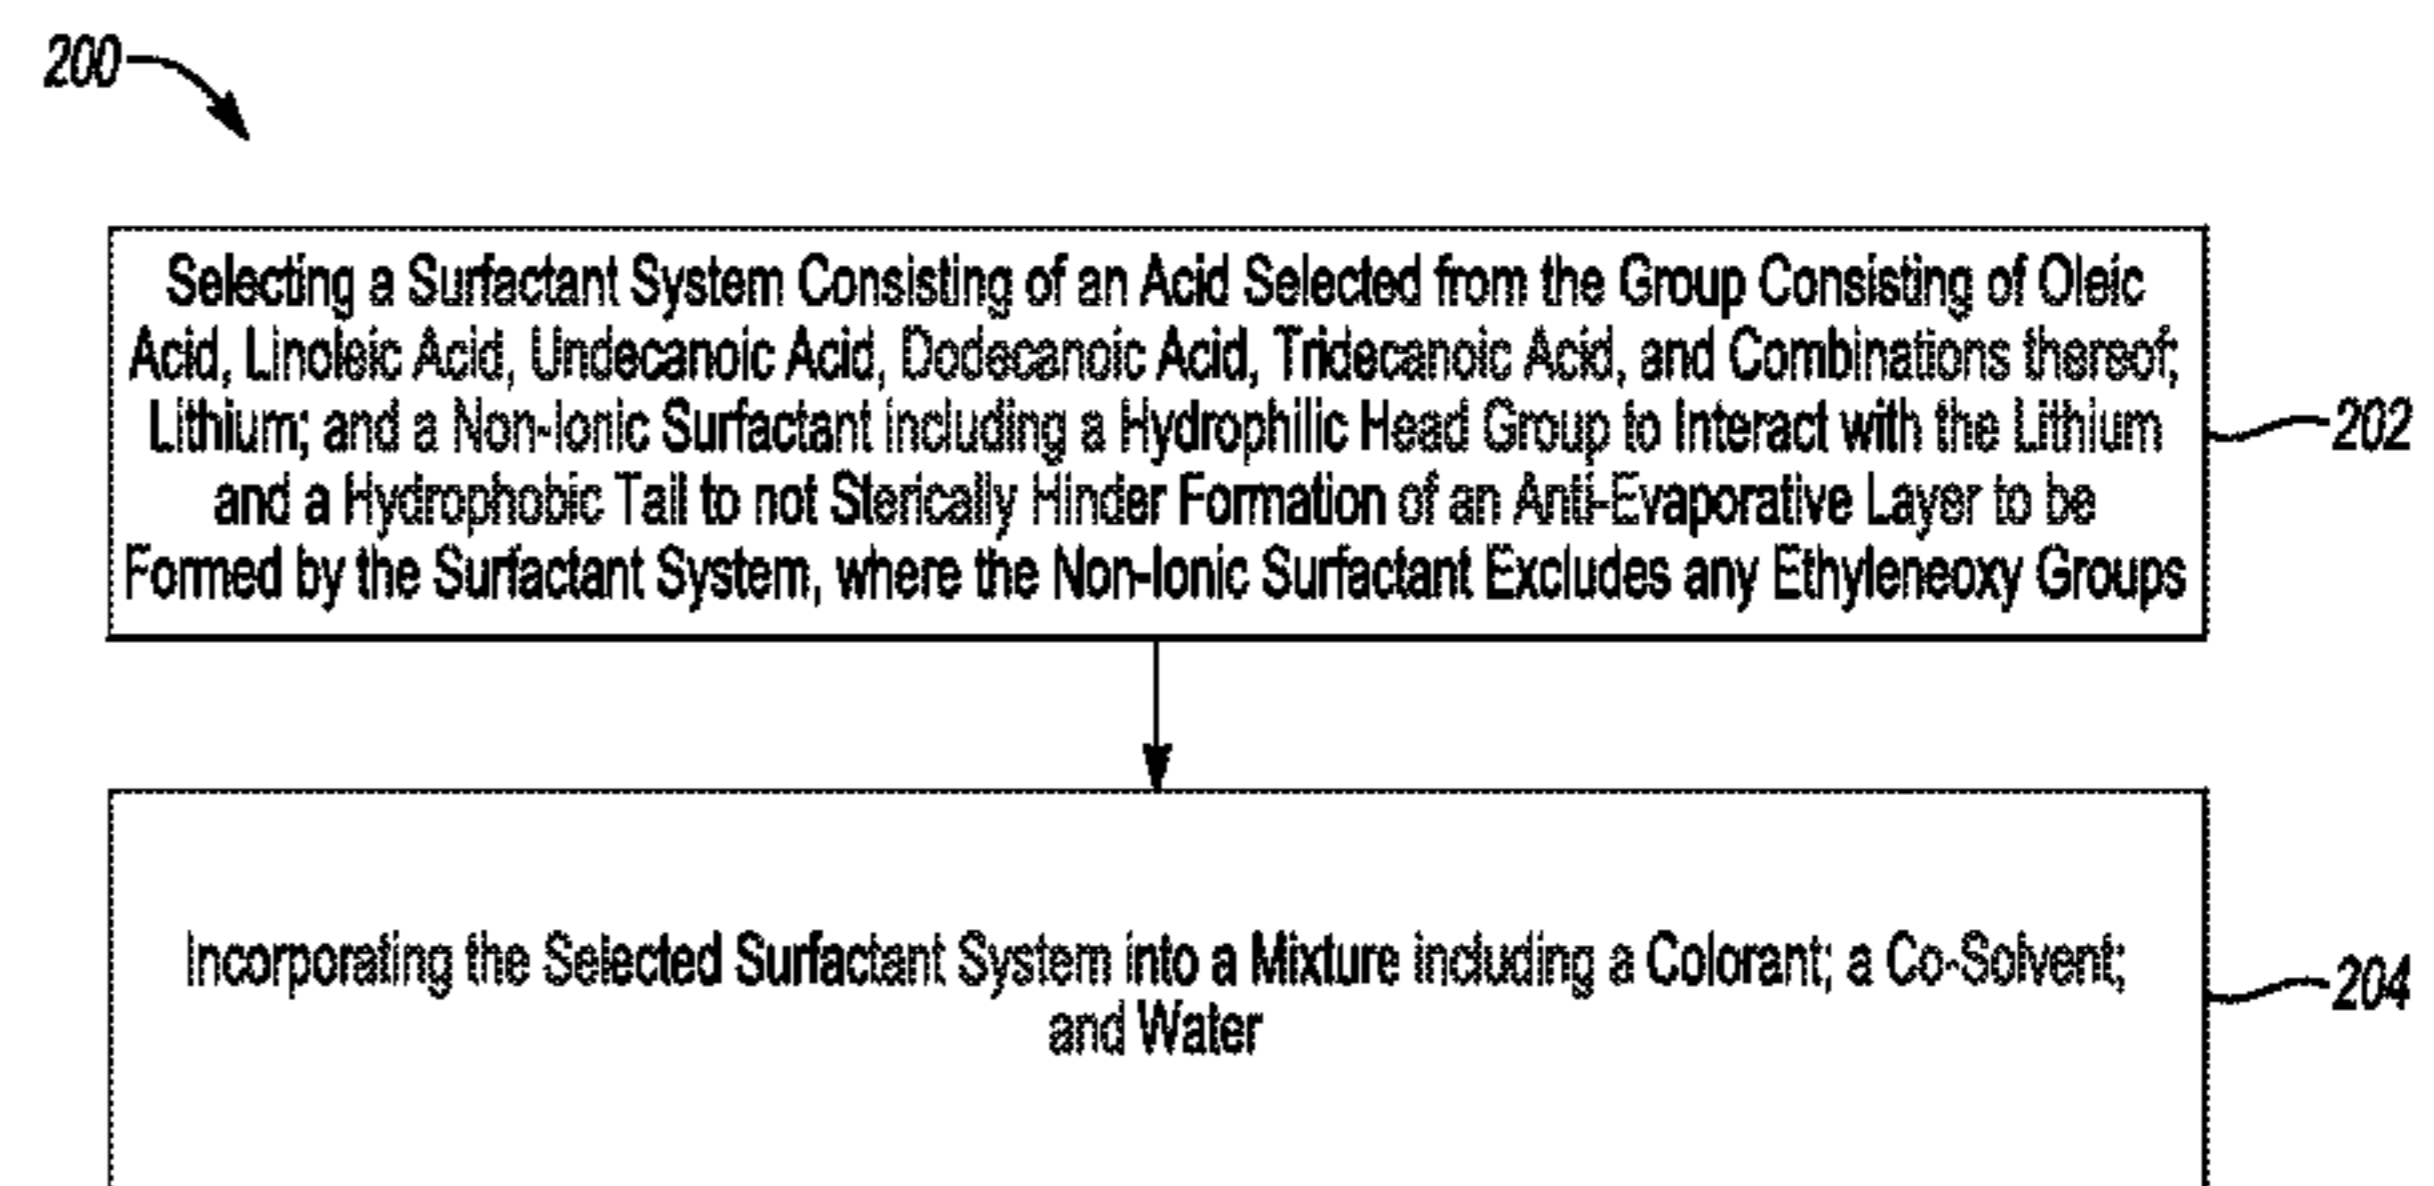 200
Selecting a Surfactant System Consisting of an Acid Selected from the Group Consisting of Oleic
Acid, Linoleic Acid, Undecanoic Acid, Dodecanoic Acid, Tridecanoic Acid, and Combinations thereof;
Lithium; and a Non-Ionic Surfactant including a Hydrophilic Head Group to Interact with the Lithium
and a Hydrophobic Tail to not Sterically Hinder Formation of an Anti-Evaporative Layer to be
Formed by the Surfactant System, where the Non-Ionic Surfactant Excludes any Ethyleneoxy Groups
202
Incorporating the Selected Surfactant System into a Mixture including a Colorant; a Co-Solvent;
and Water
204